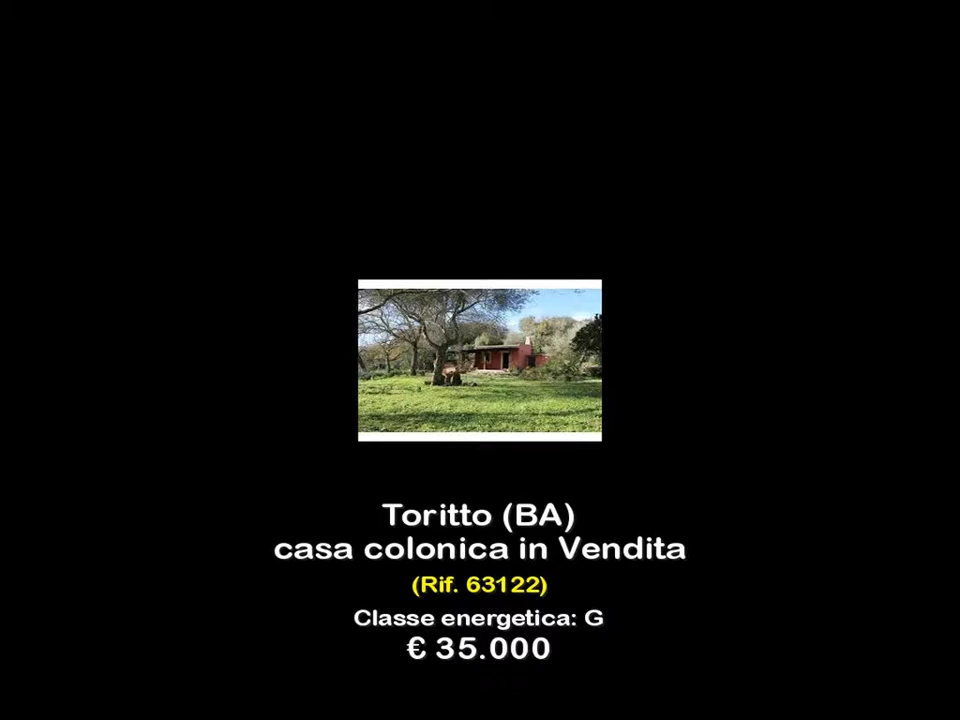 Toritto (BA)
casa colonica in Vendita
(Rif. 63122)
Classe energetica: G
€ 35.000